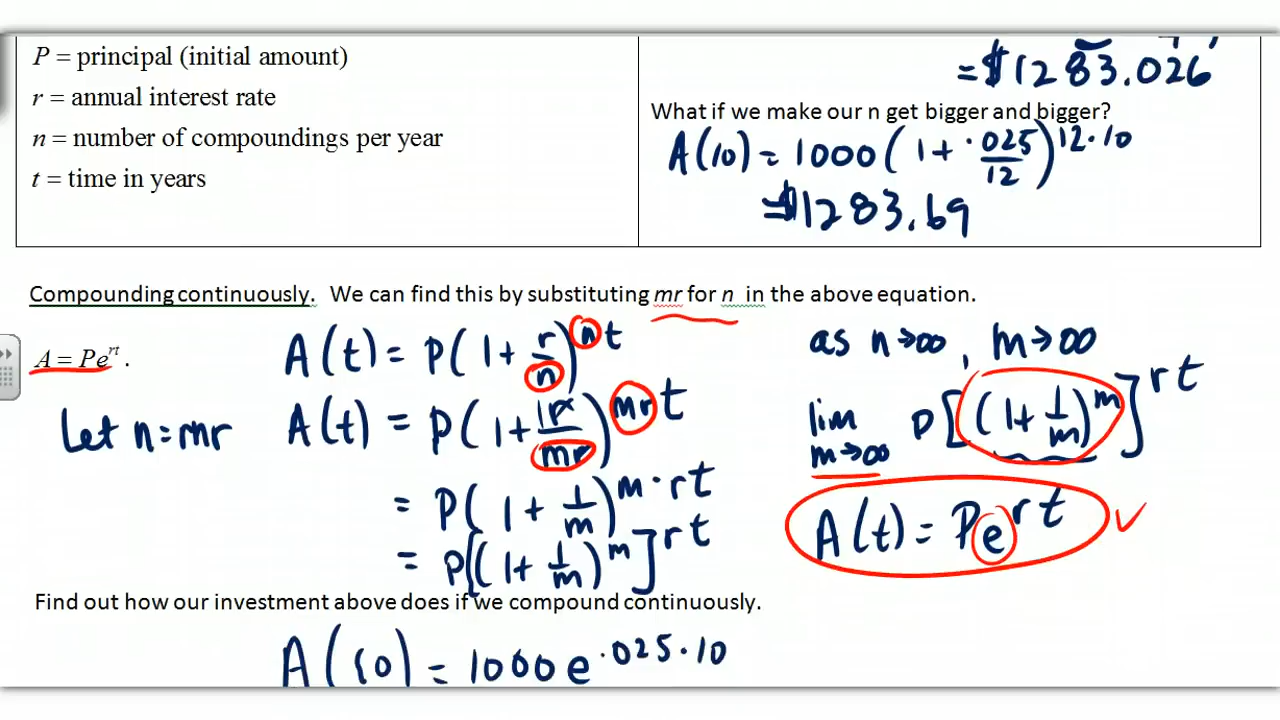 P = principal (initial amount)
r = annual interest rate
n = number of compoundings per year
t = time in years
= $1283.026
What if we make our n get bigger and bigger?
A(10) = 1000(1 + .025/12)^12·10
= $1283.69
Compounding continuously. We can find this by substituting mr for n in the above equation.
A = Pe^rt.
A(t) = P(1 + r/n)^nt
Let n = mr
A(t) = P(1 + 1r/mr)^mrt
= P(1 + 1/m)^m·rt
= P[(1 + 1/m)^m]^rt
as n→∞, m→∞
lim m→∞ P[(1 + 1/m)^m]^rt
A(t) = Pe^rt ✓
Find out how our investment above does if we compound continuously.
A(10) = 1000e^.025·10